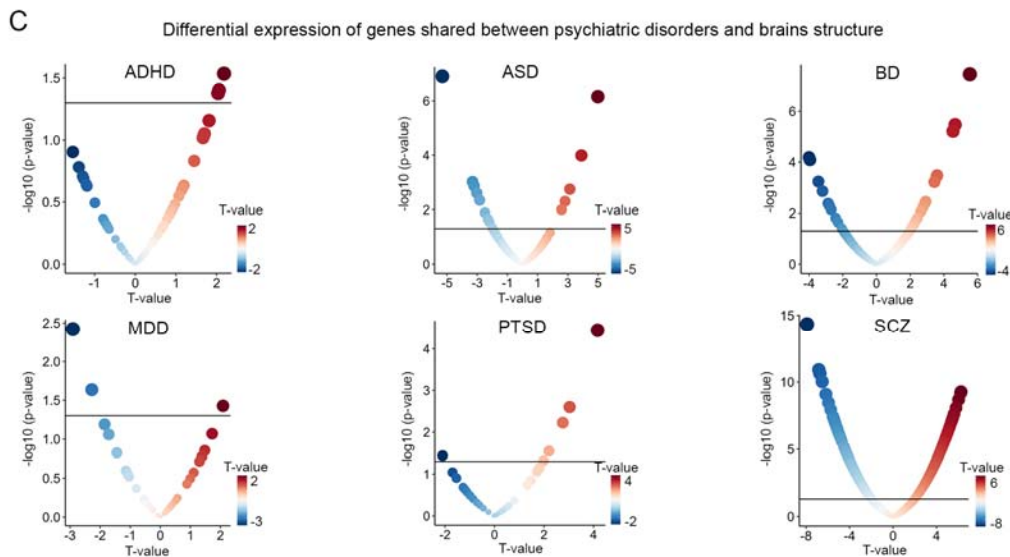 C
Differential expression of genes shared between psychiatric disorders and brains structure
ADHD
-log10 (p-value)
1.5
1.0
0.5
0.0
-1 0 1 2
T-value
T-value
2
-2
ASD
-log10 (p-value)
6
4
2
0
-5 -3 -1 1 3 5
T-value
T-value
5
-5
BD
-log10 (p-value)
8
6
4
2
0
-4 -2 0 2 4 6
T-value
T-value
6
-4
MDD
-log10 (p-value)
2.5
2.0
1.5
1.0
0.5
0.0
-3 -2 -1 0 1 2
T-value
T-value
2
-3
PTSD
-log10 (p-value)
4
3
2
1
0
-2 0 2 4
T-value
T-value
4
-2
SCZ
-log10 (p-value)
15
10
5
0
-8 -4 0 4
T-value
T-value
6
-8